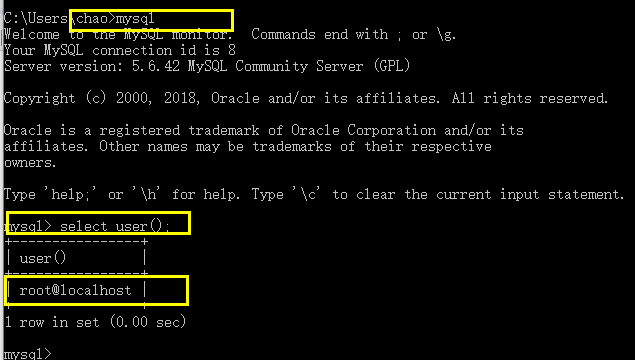 C:\Users\chao>mysql
Welcome to the MySQL monitor.  Commands end with ; or \g.
Your MySQL connection id is 8
Server version: 5.6.42 MySQL Community Server (GPL)
Copyright (c) 2000, 2018, Oracle and/or its affiliates. All rights reserved.
Oracle is a registered trademark of Oracle Corporation and/or its
affiliates. Other names may be trademarks of their respective
owners.
Type 'help;' or '\h' for help. Type '\c' to clear the current input statement.
mysql> select user();
+----------------+
| user()         |
+----------------+
| root@localhost |
+----------------+
1 row in set (0.00 sec)
mysql>